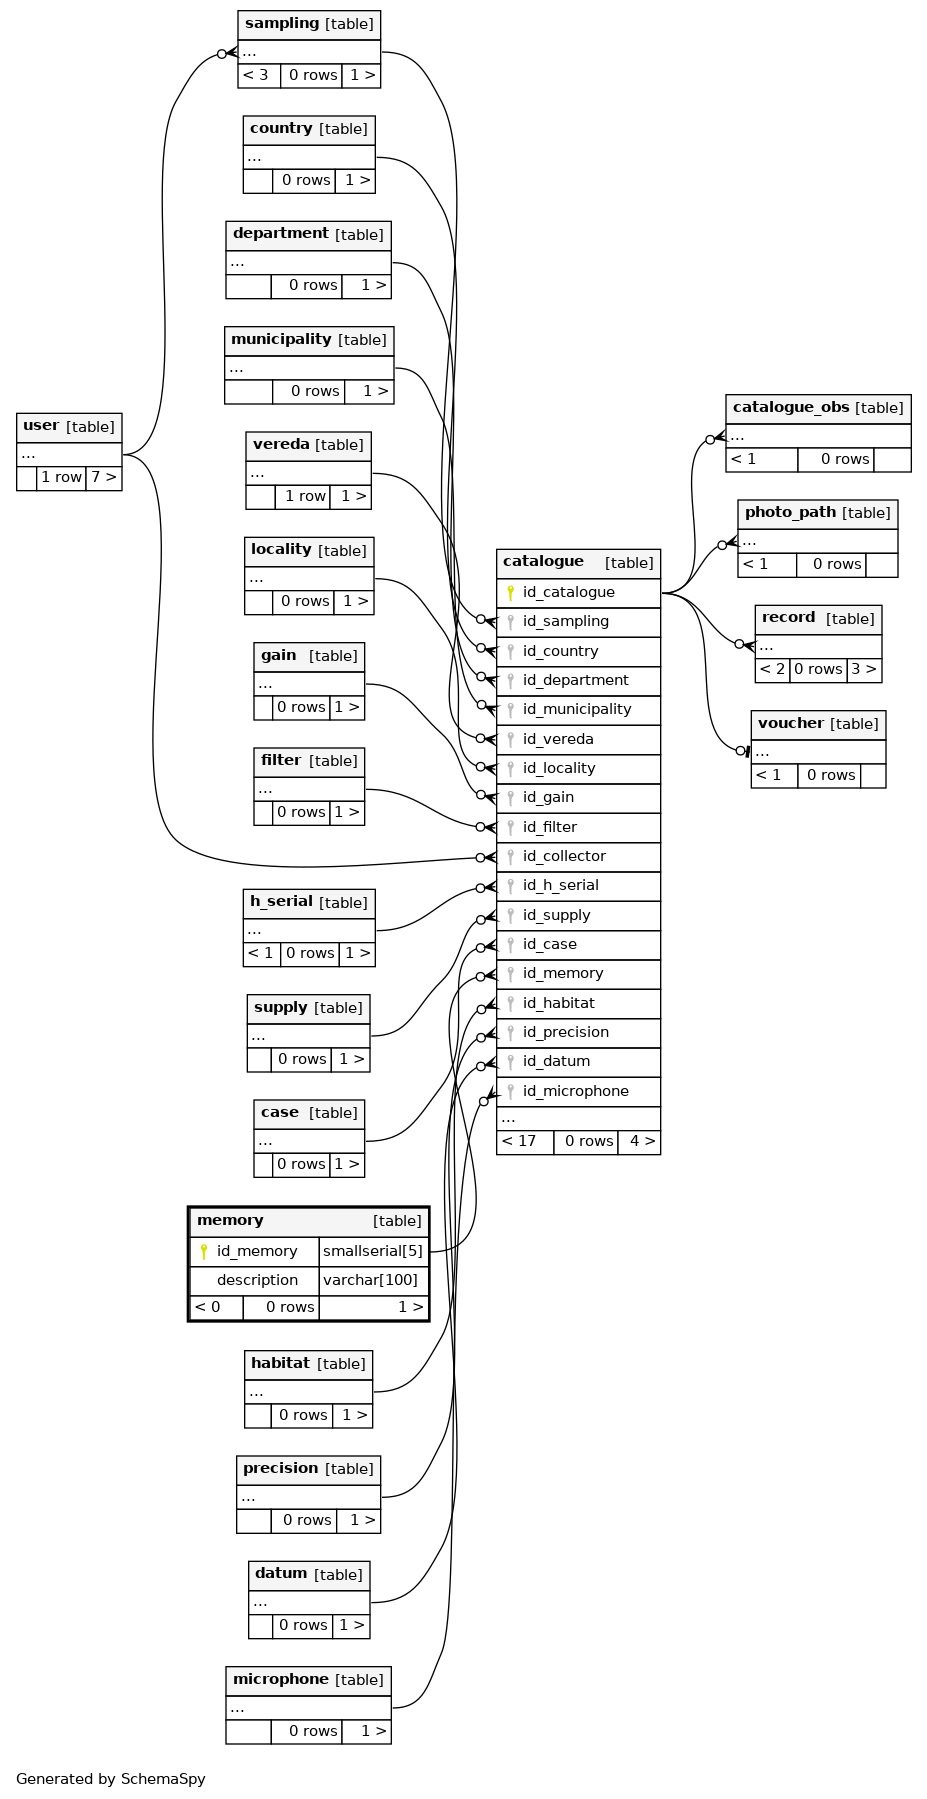 sampling [table]
...
< 3 0 rows 1 >
country [table]
...
0 rows 1 >
department [table]
...
0 rows 1 >
municipality [table]
...
0 rows 1 >
user [table]
...
1 row 7 >
vereda [table]
...
1 row 1 >
locality [table]
...
0 rows 1 >
gain [table]
...
0 rows 1 >
filter [table]
...
0 rows 1 >
h_serial [table]
...
< 1 0 rows 1 >
supply [table]
...
0 rows 1 >
case [table]
...
0 rows 1 >
memory [table]
id_memory smallserial[5]
description varchar[100]
< 0 0 rows 1 >
habitat [table]
...
0 rows 1 >
precision [table]
...
0 rows 1 >
datum [table]
...
0 rows 1 >
microphone [table]
...
0 rows 1 >
catalogue [table]
id_catalogue
id_sampling
id_country
id_department
id_municipality
id_vereda
id_locality
id_gain
id_filter
id_collector
id_h_serial
id_supply
id_case
id_memory
id_habitat
id_precision
id_datum
id_microphone
...
< 17 0 rows 4 >
catalogue_obs [table]
...
< 1 0 rows
photo_path [table]
...
< 1 0 rows
record [table]
...
< 2 0 rows 3 >
voucher [table]
...
< 1 0 rows
Generated by SchemaSpy